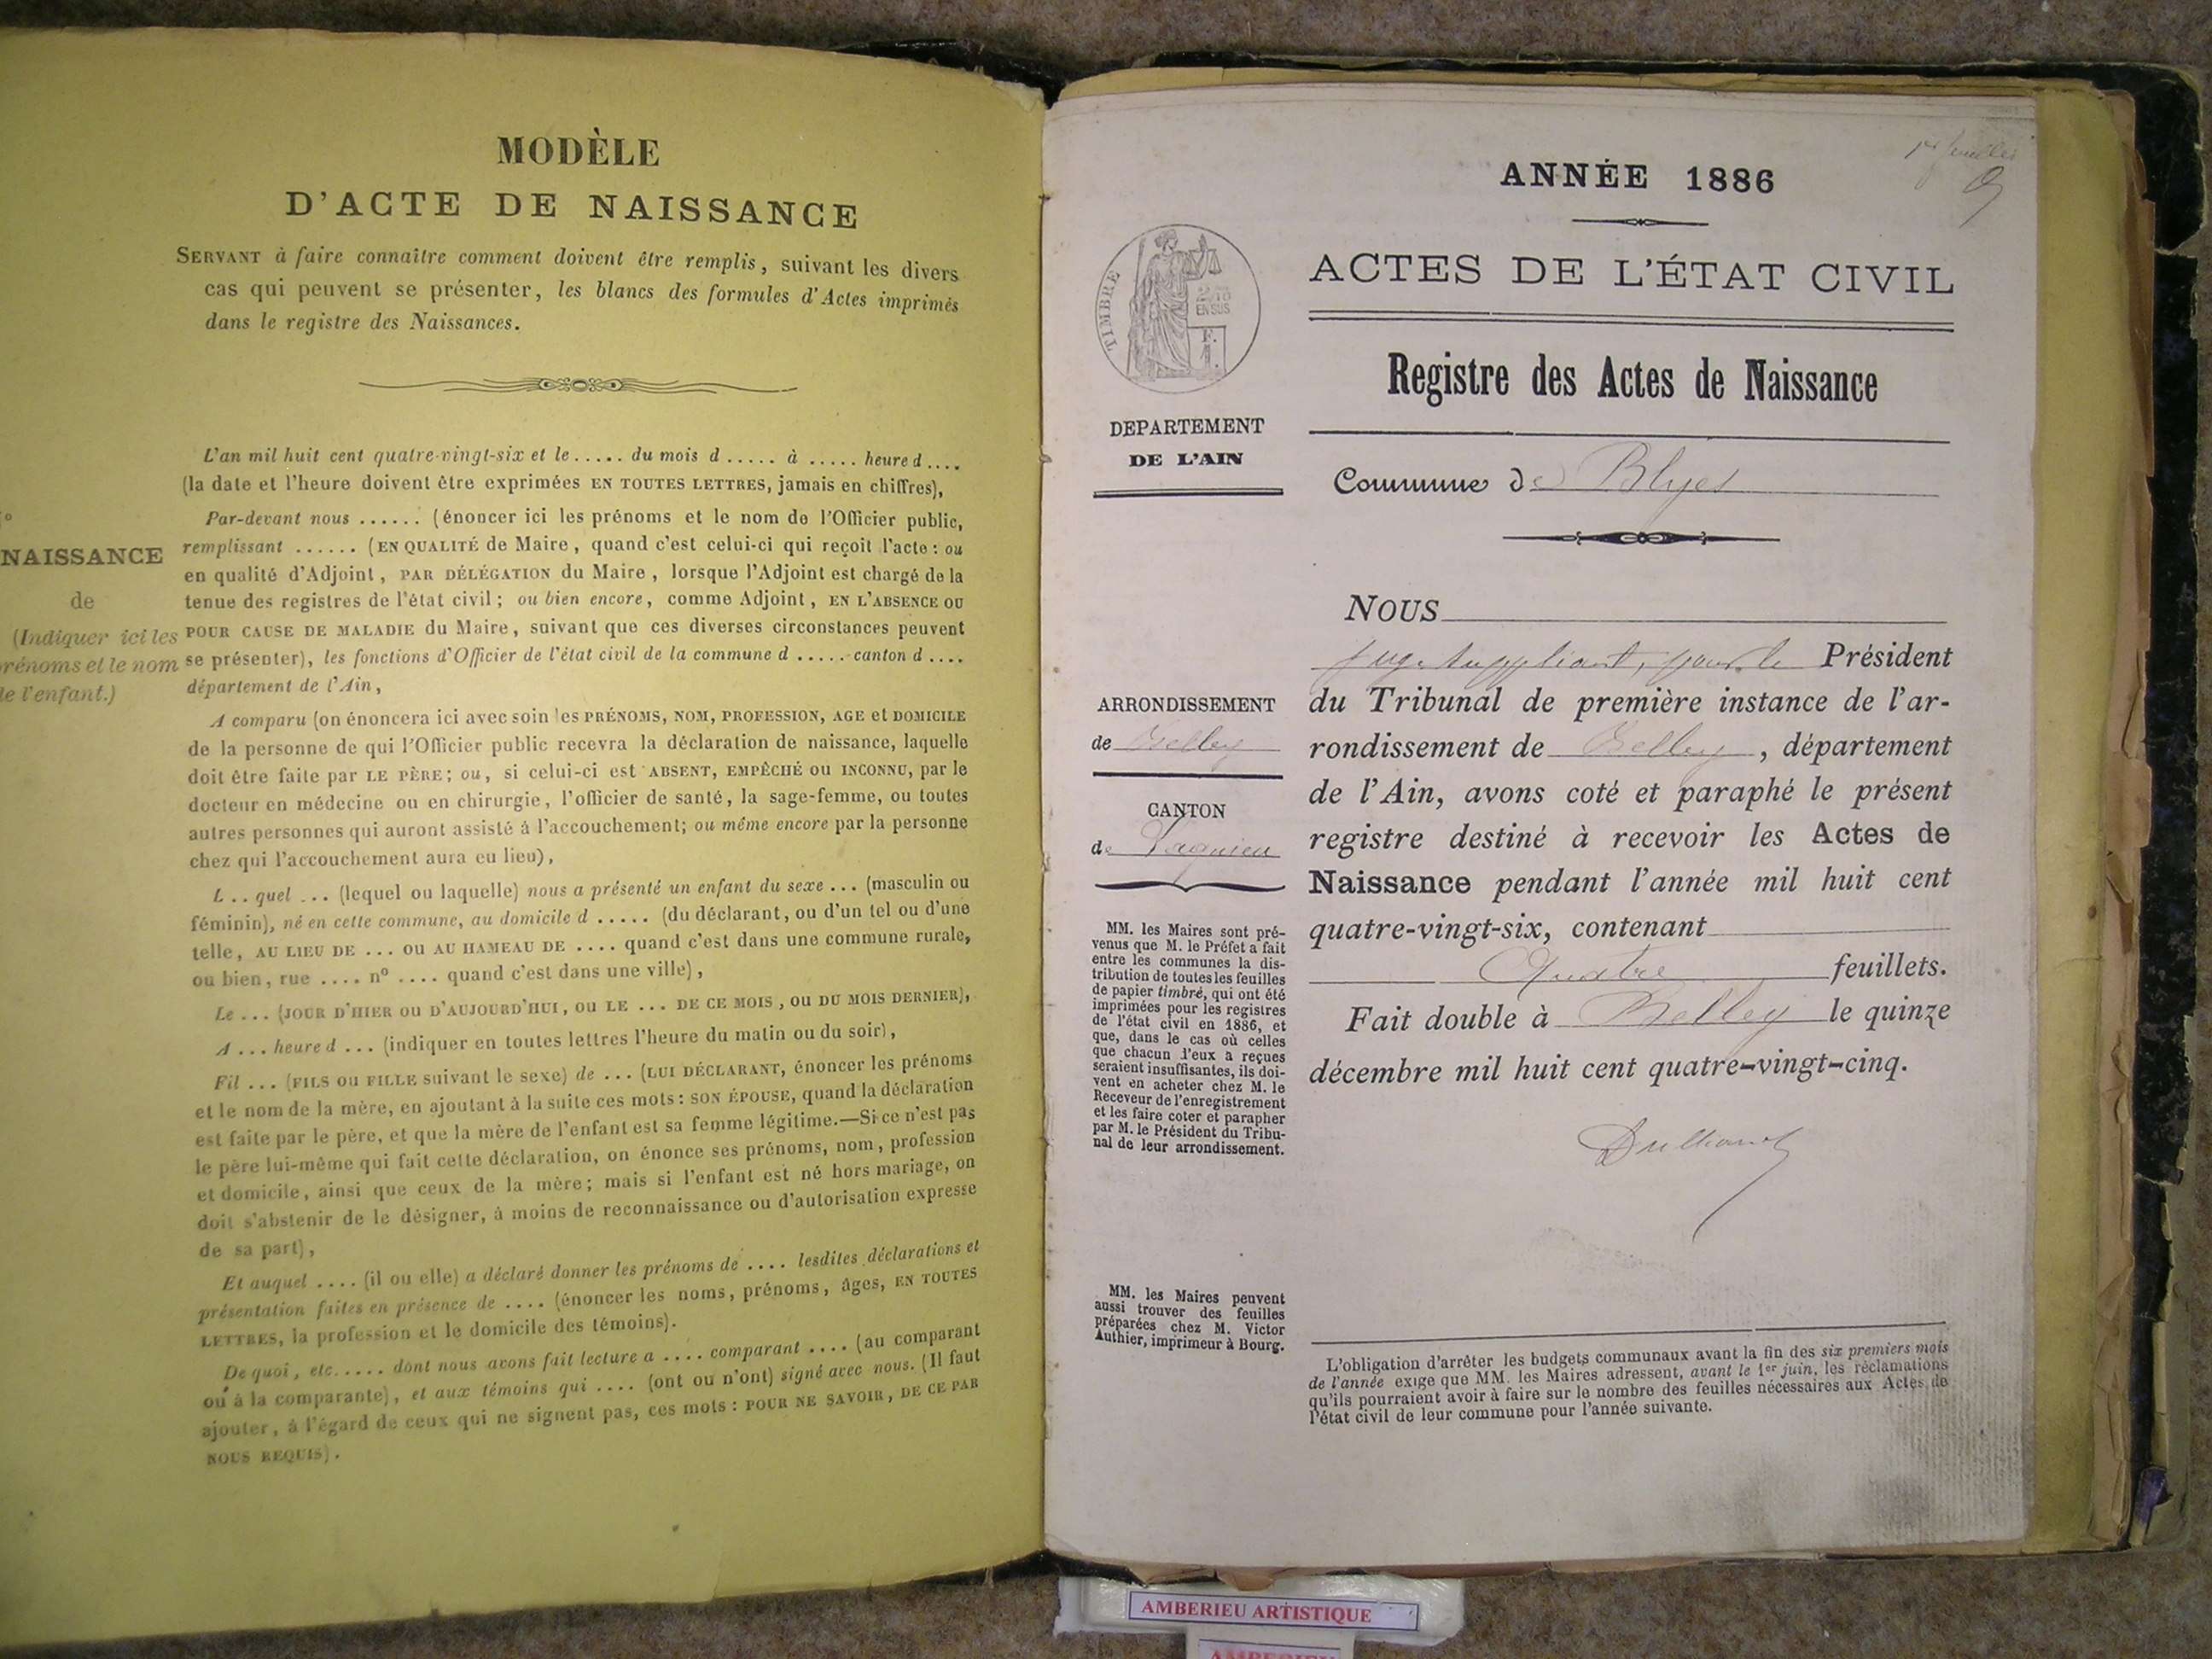 MODÈLE
D'ACTE DE NAISSANCE
SERVANT à faire connaître comment doivent être remplis, suivant les divers
cas qui peuvent se présenter, les blancs des formules d'Actes imprimés
dans le registre des Naissances.
NAISSANCE
de
(Indiquer ici les
rénoms et le nom
de l'enfant.)
L'an mil huit cent quatre-vingt-six et le ..... du mois d ..... à ..... heure d ....
(la date et l'heure doivent être exprimées EN TOUTES LETTRES, jamais en chiffres),
Par-devant nous ...... (énoncer ici les prénoms et le nom de l'Officier public,
remplissant ...... (EN QUALITÉ de Maire, quand c'est celui-ci qui reçoit l'acte : ou
en qualité d'Adjoint, PAR DÉLÉGATION du Maire, lorsque l'Adjoint est chargé de la
tenue des registres de l'état civil ; ou bien encore, comme Adjoint, EN L'ABSENCE OU
POUR CAUSE DE MALADIE du Maire, suivant que ces diverses circonstances peuvent
se présenter), les fonctions d'Officier de l'état civil de la commune d ..... canton d ....
département de l'Ain,
A comparu (on énoncera ici avec soin les PRÉNOMS, NOM, PROFESSION, AGE et DOMICILE
de la personne de qui l'Officier public recevra la déclaration de naissance, laquelle
doit être faite par LE PÈRE ; ou, si celui-ci est ABSENT, EMPÊCHÉ ou INCONNU, par le
docteur en médecine ou en chirurgie, l'officier de santé, la sage-femme, ou toutes
autres personnes qui auront assisté à l'accouchement ; ou même encore par la personne
chez qui l'accouchement aura eu lieu),
L .. quel ... (lequel ou laquelle) nous a présenté un enfant du sexe ... (masculin ou
féminin), né en cette commune, au domicile d ..... (du déclarant, ou d'un tel ou d'une
telle, AU LIEU DE ... OU AU HAMEAU DE .... quand c'est dans une commune rurale,
ou bien, rue .... n° .... quand c'est dans une ville),
Le ... (JOUR D'HIER OU D'AUJOURD'HUI, OU LE ... DE CE MOIS, OU DU MOIS DERNIER),
A ... heure d ... (indiquer en toutes lettres l'heure du matin ou du soir),
Fil ... (FILS ou FILLE suivant le sexe) de ... (LUI DÉCLARANT, énoncer les prénoms
et le nom de la mère, en ajoutant à la suite ces mots : SON ÉPOUSE, quand la déclaration
est faite par le père, et que la mère de l'enfant est sa femme légitime.—Si ce n'est pas
le père lui-même qui fait cette déclaration, on énonce ses prénoms, nom, profession
et domicile, ainsi que ceux de la mère ; mais si l'enfant est né hors mariage, on
doit s'abstenir de le désigner, à moins de reconnaissance ou d'autorisation expresse
de sa part),
Et auquel .... (il ou elle) a déclaré donner les prénoms de .... lesdites déclarations et
présentation faites en présence de .... (énoncer les noms, prénoms, âges, EN TOUTES
LETTRES, la profession et le domicile des témoins).
De quoi, etc. .... dont nous avons fait lecture a .... comparant .... (au comparant
ou à la comparante), et aux témoins qui .... (ont ou n'ont) signé avec nous. (Il faut
ajouter, à l'égard de ceux qui ne signent pas, ces mots : POUR NE SAVOIR, DE CE PAR
NOUS REQUIS).
1er feuillet
ANNÉE 1886
ACTES DE L'ÉTAT CIVIL
Registre des Actes de Naissance
Commune de Blyes
TIMBRE
EN SUS
F.
DEPARTEMENT
DE L'AIN
ARRONDISSEMENT
de Belley
CANTON
de Lagnieu
MM. les Maires sont pré-
venus que M. le Préfet a fait
entre les communes la dis-
tribution de toutes les feuilles
de papier timbré, qui ont été
imprimées pour les registres
de l'état civil en 1886, et
que, dans le cas où celles
que chacun d'eux a reçues
seraient insuffisantes, ils doi-
vent en acheter chez M. le
Receveur de l'enregistrement
et les faire coter et parapher
par M. le Président du Tribu-
nal de leur arrondissement.
MM. les Maires peuvent
aussi trouver des feuilles
préparées chez M. Victor
Authier, imprimeur à Bourg.
NOUS
juge suppléant, pour le Président
du Tribunal de première instance de l'ar-
rondissement de Belley, département
de l'Ain, avons coté et paraphé le présent
registre destiné à recevoir les Actes de
Naissance pendant l'année mil huit cent
quatre-vingt-six, contenant
Quatre feuillets.
Fait double à Belley le quinze
décembre mil huit cent quatre-vingt-cinq.
L'obligation d'arrêter les budgets communaux avant la fin des six premiers mois
de l'année exige que MM. les Maires adressent, avant le 1er juin, les réclamations
qu'ils pourraient avoir à faire sur le nombre des feuilles nécessaires aux Actes de
l'état civil de leur commune pour l'année suivante.
AMBERIEU ARTISTIQUE
AMBERIEU